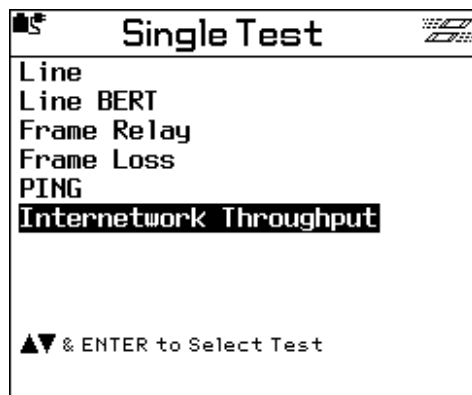 Single Test
Line
Line BERT
Frame Relay
Frame Loss
PING
Internetwork Throughput
▲▼ & ENTER to Select Test